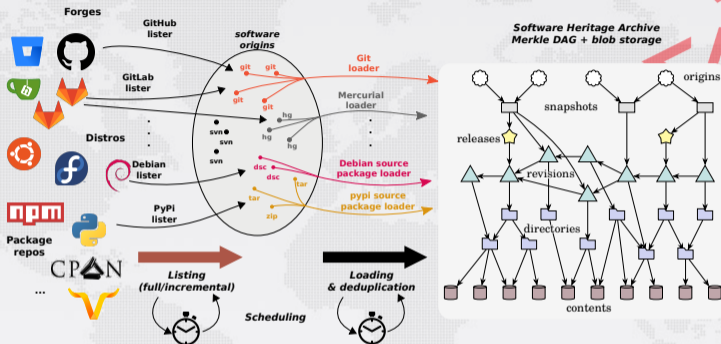 Forges
GitHub
lister
GitLab
lister
Distros
Debian
lister
PyPi
lister
npm
Package
repos
CPAN
...
software
origins
git
git
git
git
hg
hg
hg
svn
svn
svn
dsc
dsc
tar
tar
zip
Git
loader
Mercurial
loader
Debian source
package loader
pypi source
package loader
Listing
(full/incremental)
Scheduling
Loading
& deduplication
Software Heritage Archive
Merkle DAG + blob storage
origins
snapshots
releases
revisions
directories
contents